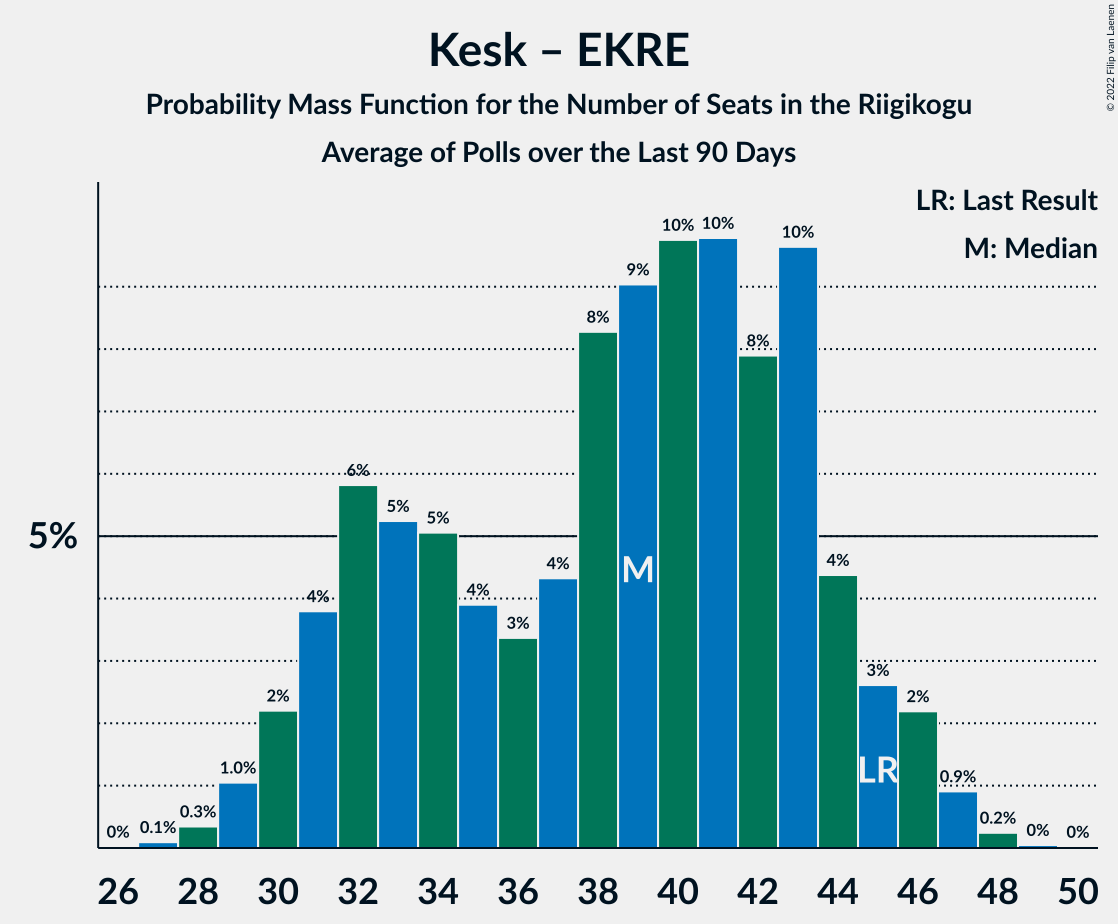 Kesk – EKRE
Probability Mass Function for the Number of Seats in the Riigikogu
Average of Polls over the Last 90 Days
© 2022 Filip van Laenen
LR: Last Result
M: Median
5%
0%
0.1%
0.3%
1.0%
2%
4%
6%
5%
5%
4%
3%
4%
8%
9%
10%
10%
8%
10%
4%
3%
2%
0.9%
0.2%
0%
0%
M
LR
26 28 30 32 34 36 38 40 42 44 46 48 50